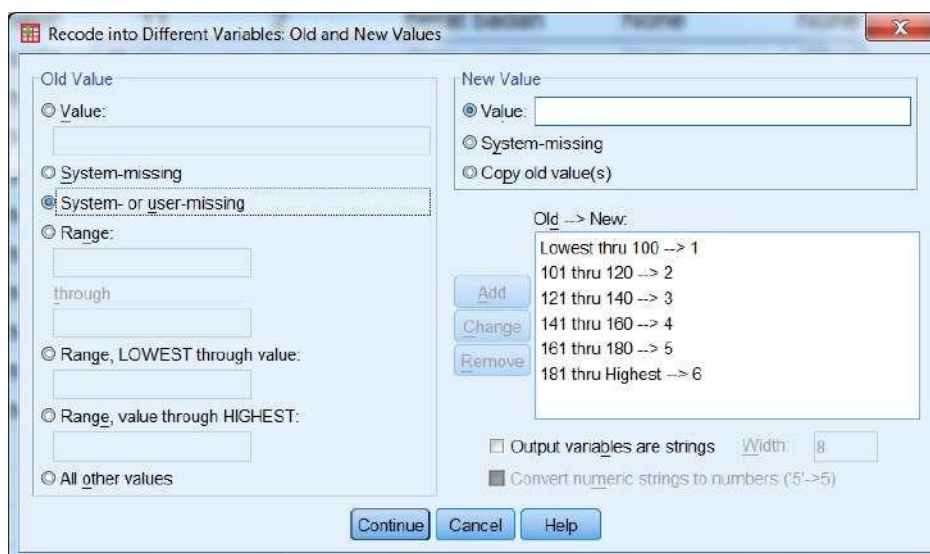 berat badan None None
Recode into Different Variables: Old and New Values
Old Value
Value:
System-missing
System- or user-missing
Range:
through
Range, LOWEST through value:
Range, value through HIGHEST:
All other values
New Value
Value:
System-missing
Copy old value(s)
Old --> New:
Lowest thru 100 --> 1
101 thru 120 --> 2
121 thru 140 --> 3
141 thru 160 --> 4
161 thru 180 --> 5
181 thru Highest --> 6
Add
Change
Remove
Output variables are strings Width: 8
Convert numeric strings to numbers ('5'->5)
Continue Cancel Help